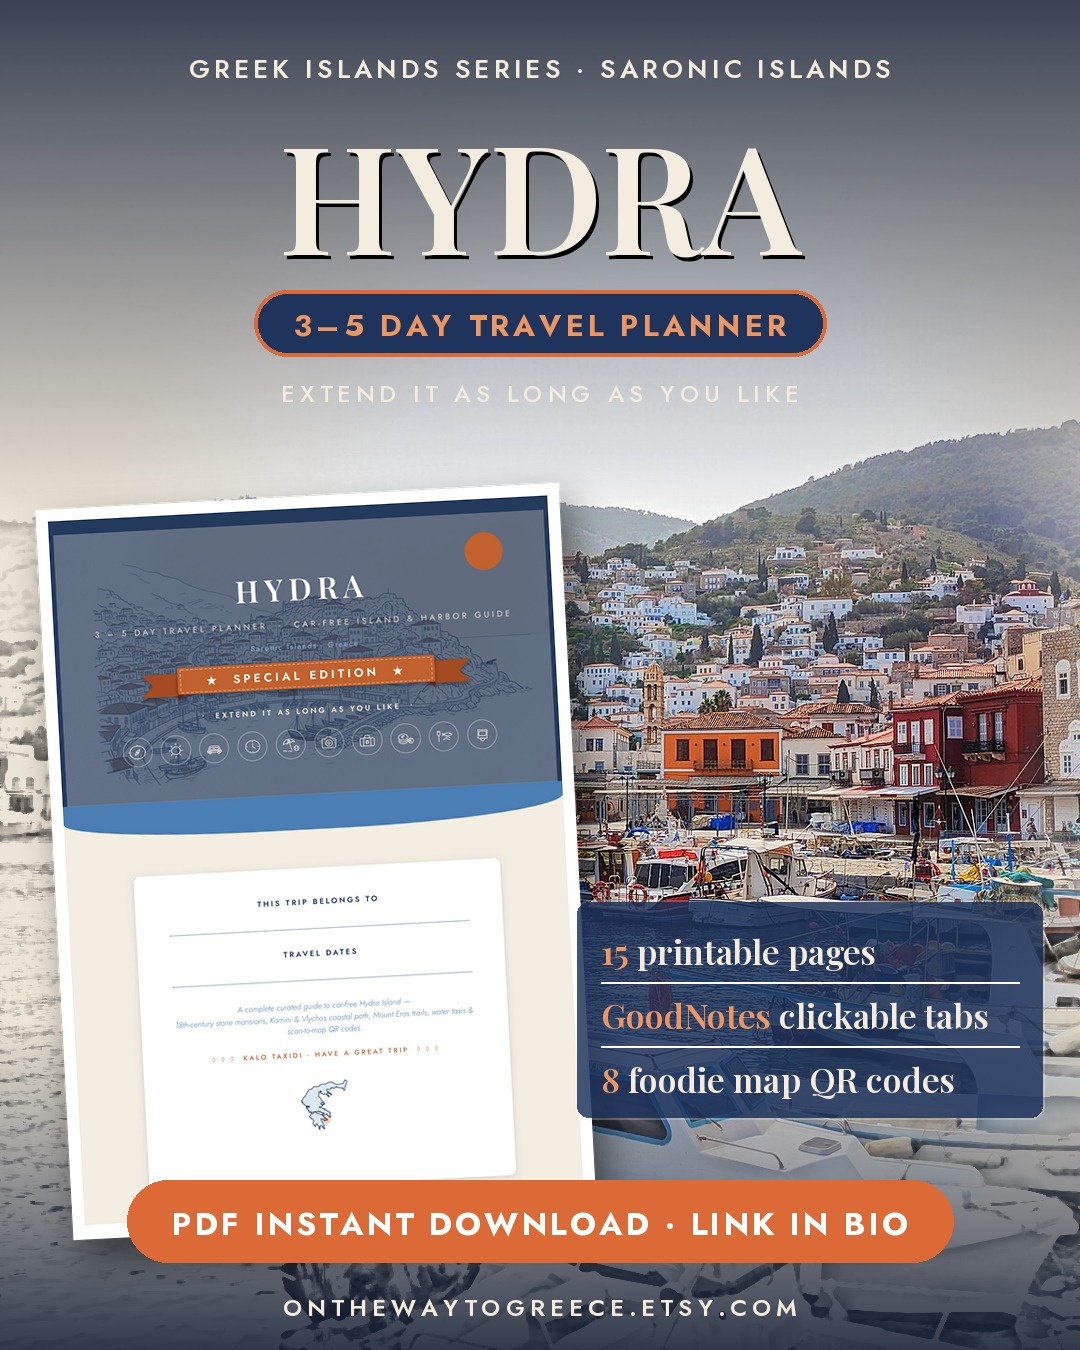 GREEK ISLANDS SERIES · SARONIC ISLANDS
HYDRA
3–5 DAY TRAVEL PLANNER
EXTEND IT AS LONG AS YOU LIKE
HYDRA
3 – 5 DAY TRAVEL PLANNER CAR-FREE ISLAND & HARBOR GUIDE
Saronic Islands · Greece
★ SPECIAL EDITION ★
EXTEND IT AS LONG AS YOU LIKE
THIS TRIP BELONGS TO
TRAVEL DATES
A complete curated guide to car-free Hydra Island —
18th-century stone mansions, Kamini & Vlychos coastal path, Mount Eros trails, water taxis &
scan-to-map QR codes.
KALO TAXIDI · HAVE A GREAT TRIP
15 printable pages
GoodNotes clickable tabs
8 foodie map QR codes
PDF INSTANT DOWNLOAD · LINK IN BIO
ONTHEWAYTOGREECE.ETSY.COM